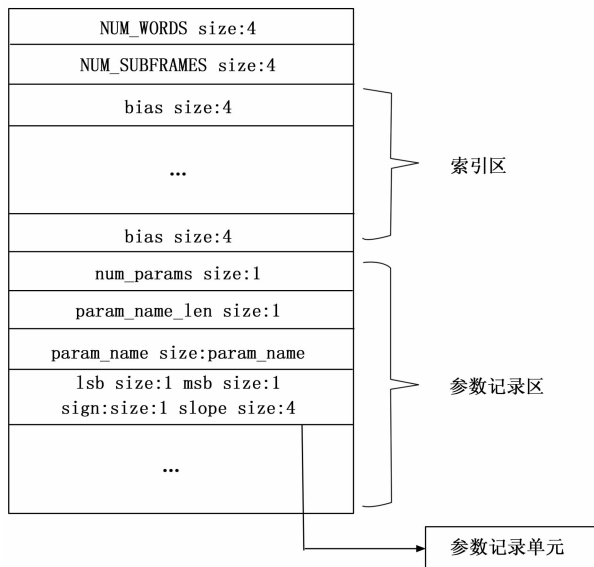 NUM_WORDS size:4
NUM_SUBFRAMES size:4
bias size:4
...
索引区
bias size:4
num_params size:1
param_name_len size:1
param_name size:param_name
lsb size:1 msb size:1
sign:size:1 slope size:4
参数记录区
...
参数记录单元